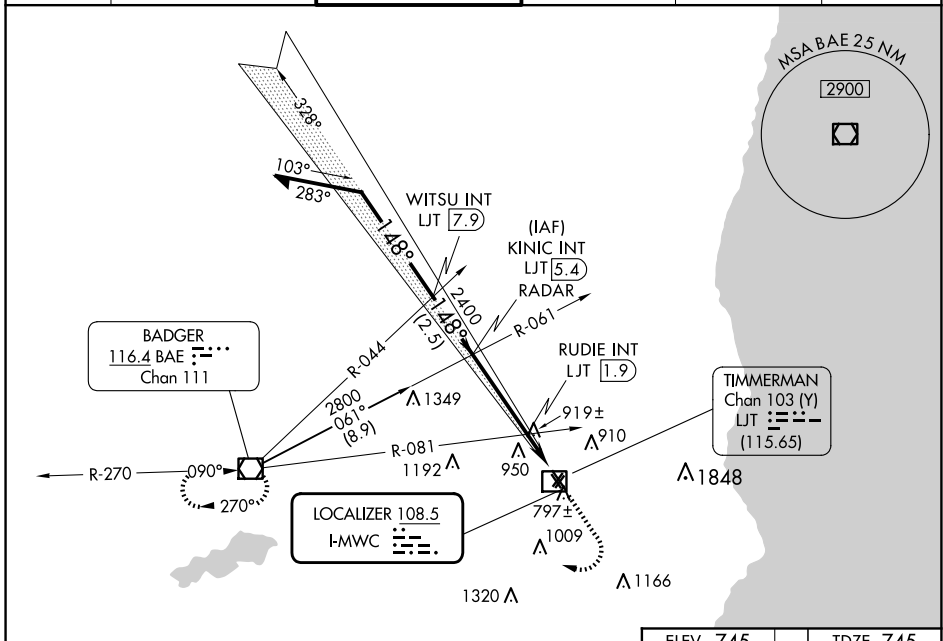 MSA BAE 25 NM
2900
328°
103°
283°
WITSU INT
LJT 7.9
(IAF)
KINIC INT
LJT 5.4
RADAR
148°
2400
148°
(2.5)
R-061
BADGER
116.4 BAE
Chan 111
R-044
RUDIE INT
LJT 1.9
TIMMERMAN
Chan 103 (Y)
LJT
(115.65)
2800
061°
(8.9)
1349
919±
R-081
910
1192
950
1848
R-270
090°
270°
LOCALIZER 108.5
I-MWC
797±
1009
1166
1320
ELEV 745
TDZE 745